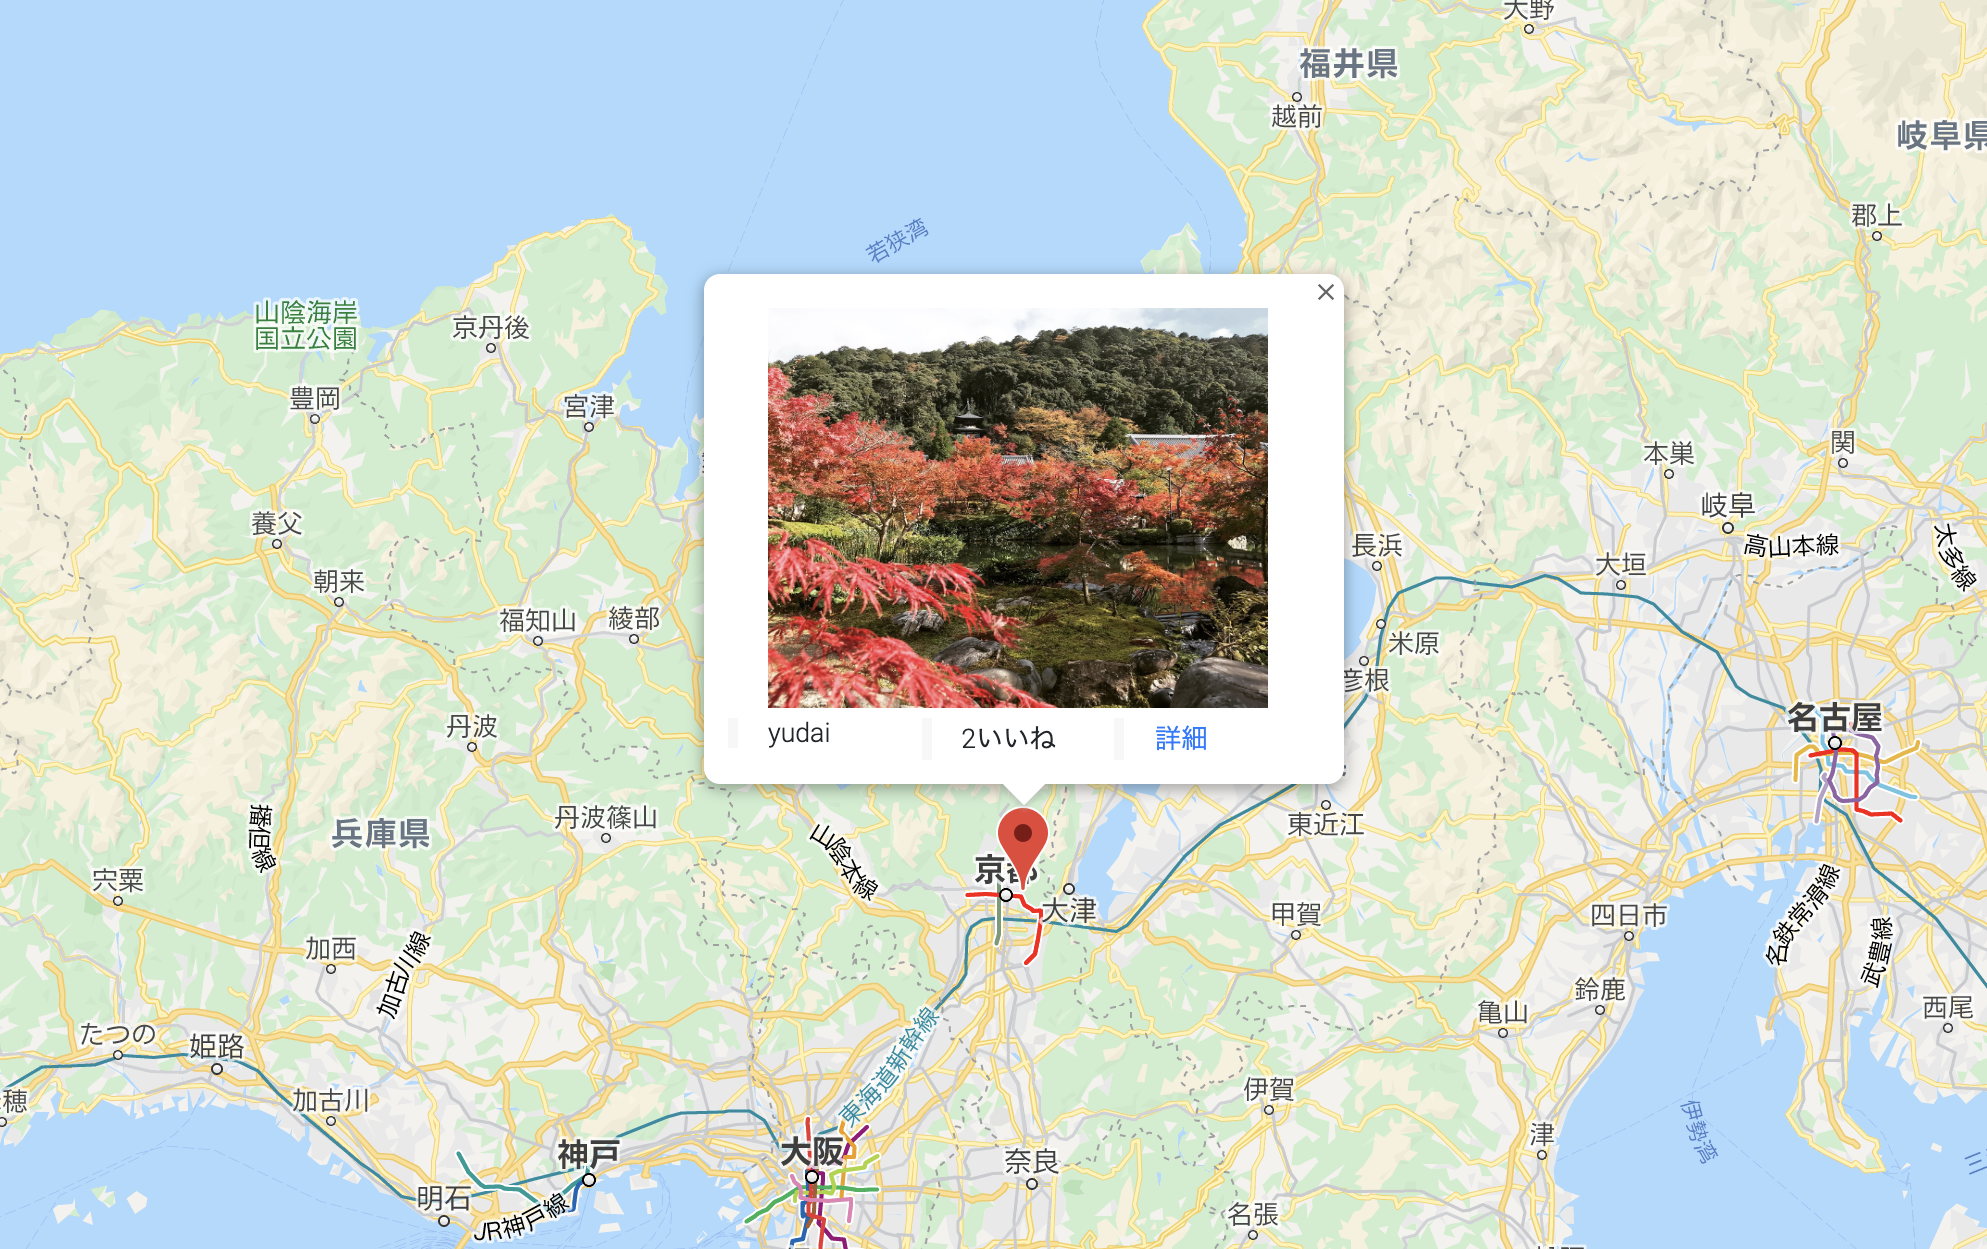 大野
福井県
越前
岐阜県
郡上
若狭湾
山陰海岸
国立公園
京丹後
豊岡
宮津
関
本巣
養父
岐阜
高山本線
太多線
長浜
大垣
朝来
福知山
綾部
米原
彦根
丹波
yudai
2いいね
詳細
名古屋
丹波篠山
東近江
兵庫県
播但線
山陰本線
京都
宍粟
大津
甲賀
四日市
名鉄常滑線
武豊線
加西
加古川線
鈴鹿
亀山
西尾
たつの
姫路
東海道新幹線
穂
加古川
伊賀
伊勢湾
津
神戸
大阪
奈良
明石
JR神戸線
名張